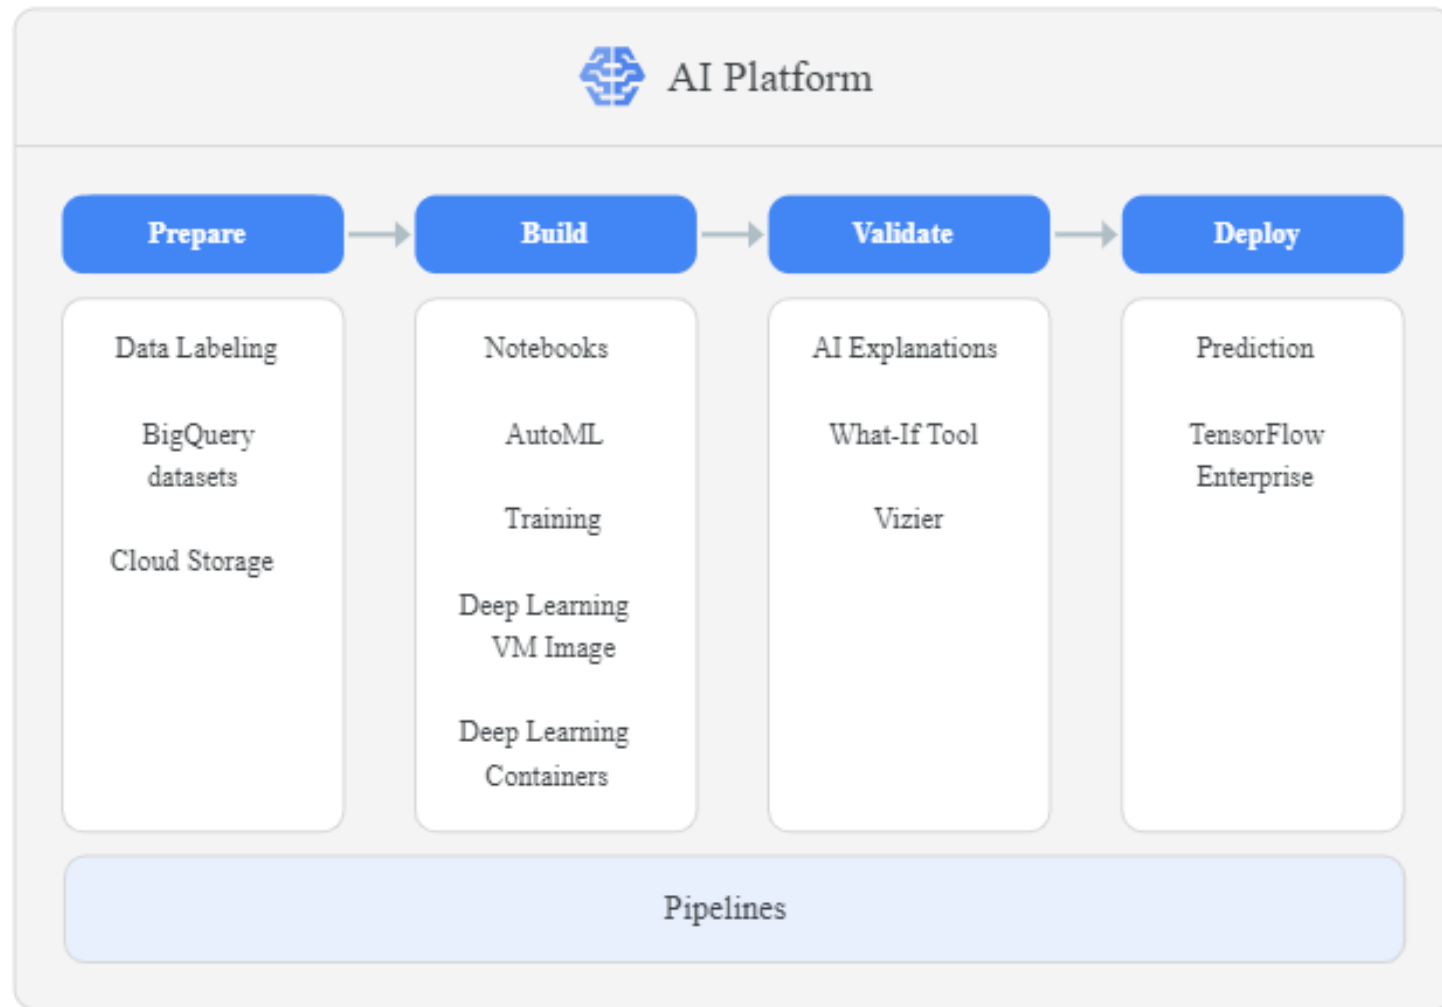 AI Platform
Prepare
Build
Validate
Deploy
Data Labeling
BigQuery
datasets
Cloud Storage
Notebooks
AutoML
Training
Deep Learning
VM Image
Deep Learning
Containers
AI Explanations
What-If Tool
Vizier
Prediction
TensorFlow
Enterprise
Pipelines